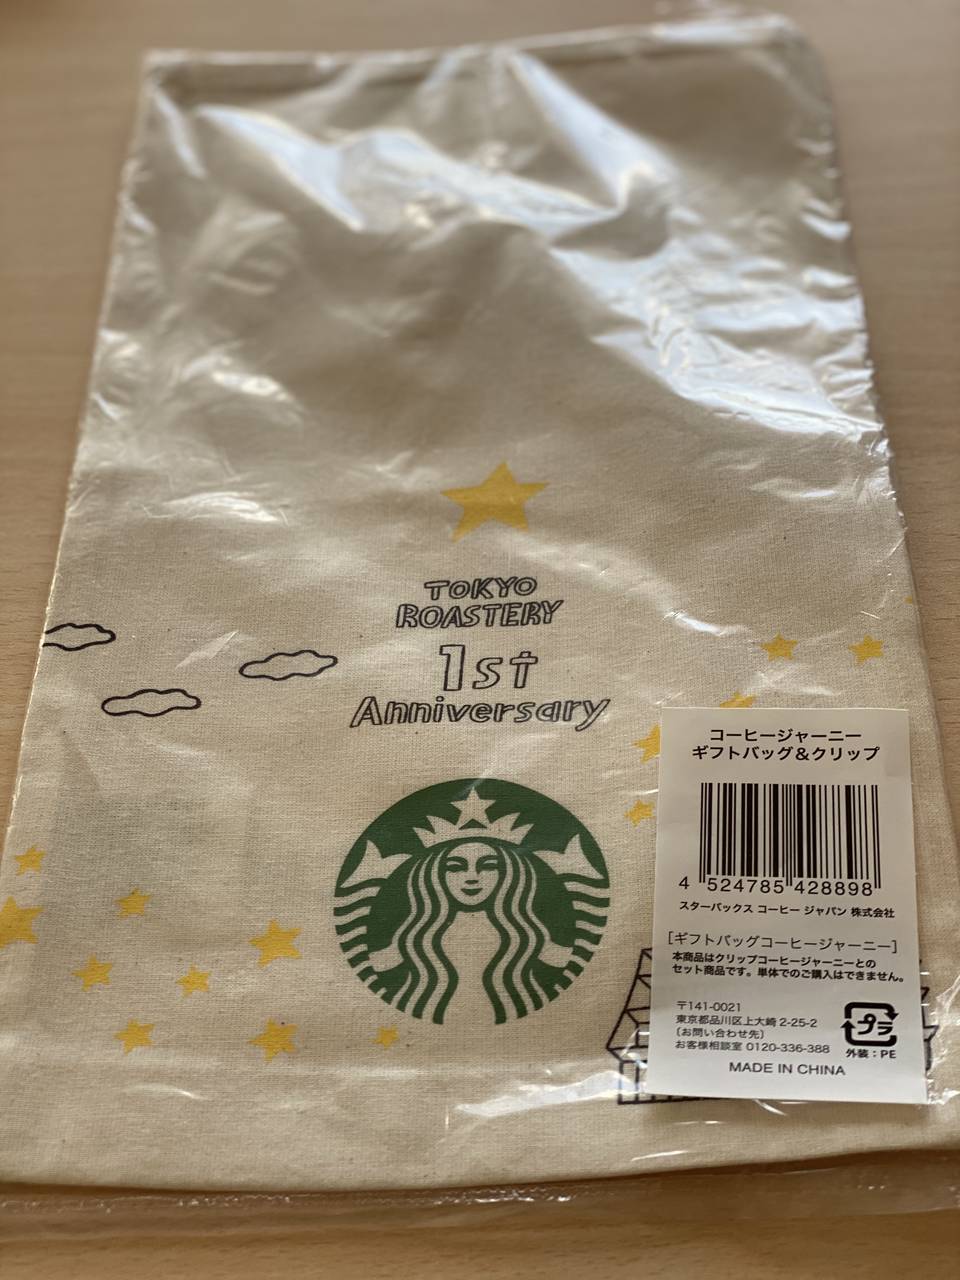 TOKYO
ROASTERY
1st
Anniversary
コーヒージャーニー
ギフトバッグ&クリップ
4 524785 428898
スターバックス コーヒー ジャパン 株式会社
[ギフトバッグコーヒージャーニー]
本商品はクリップコーヒージャーニーとの
セット商品です。単体でのご購入はできません。
〒141-0021
東京都品川区上大崎 2-25-2
(お問い合わせ先)
お客様相談室 0120-336-388
プラ
外装:PE
MADE IN CHINA